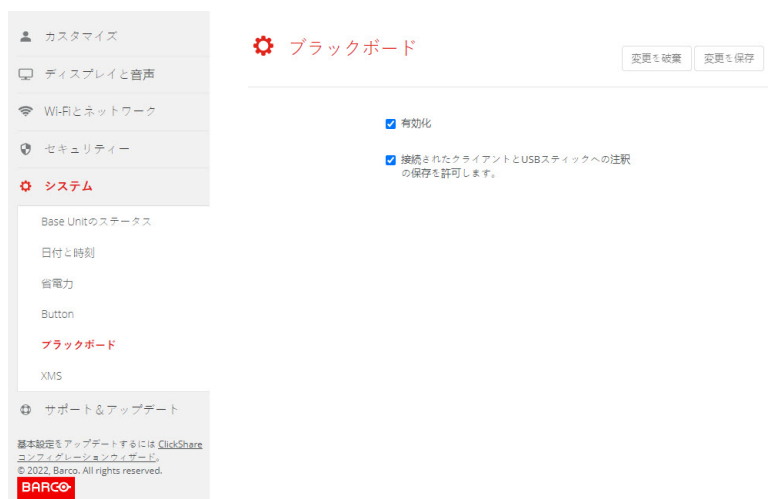 カスタマイズ
ディスプレイと音声
Wi-Fiとネットワーク
セキュリティー
システム
Base Unitのステータス
日付と時刻
省電力
Button
ブラックボード
XMS
サポート＆アップデート
基本設定をアップデートするには ClickShare
コンフィグレーションウィザード。
© 2022, Barco. All rights reserved.
BARCO
ブラックボード
変更を破棄
変更を保存
有効化
接続されたクライアントとUSBスティックへの注釈
の保存を許可します。